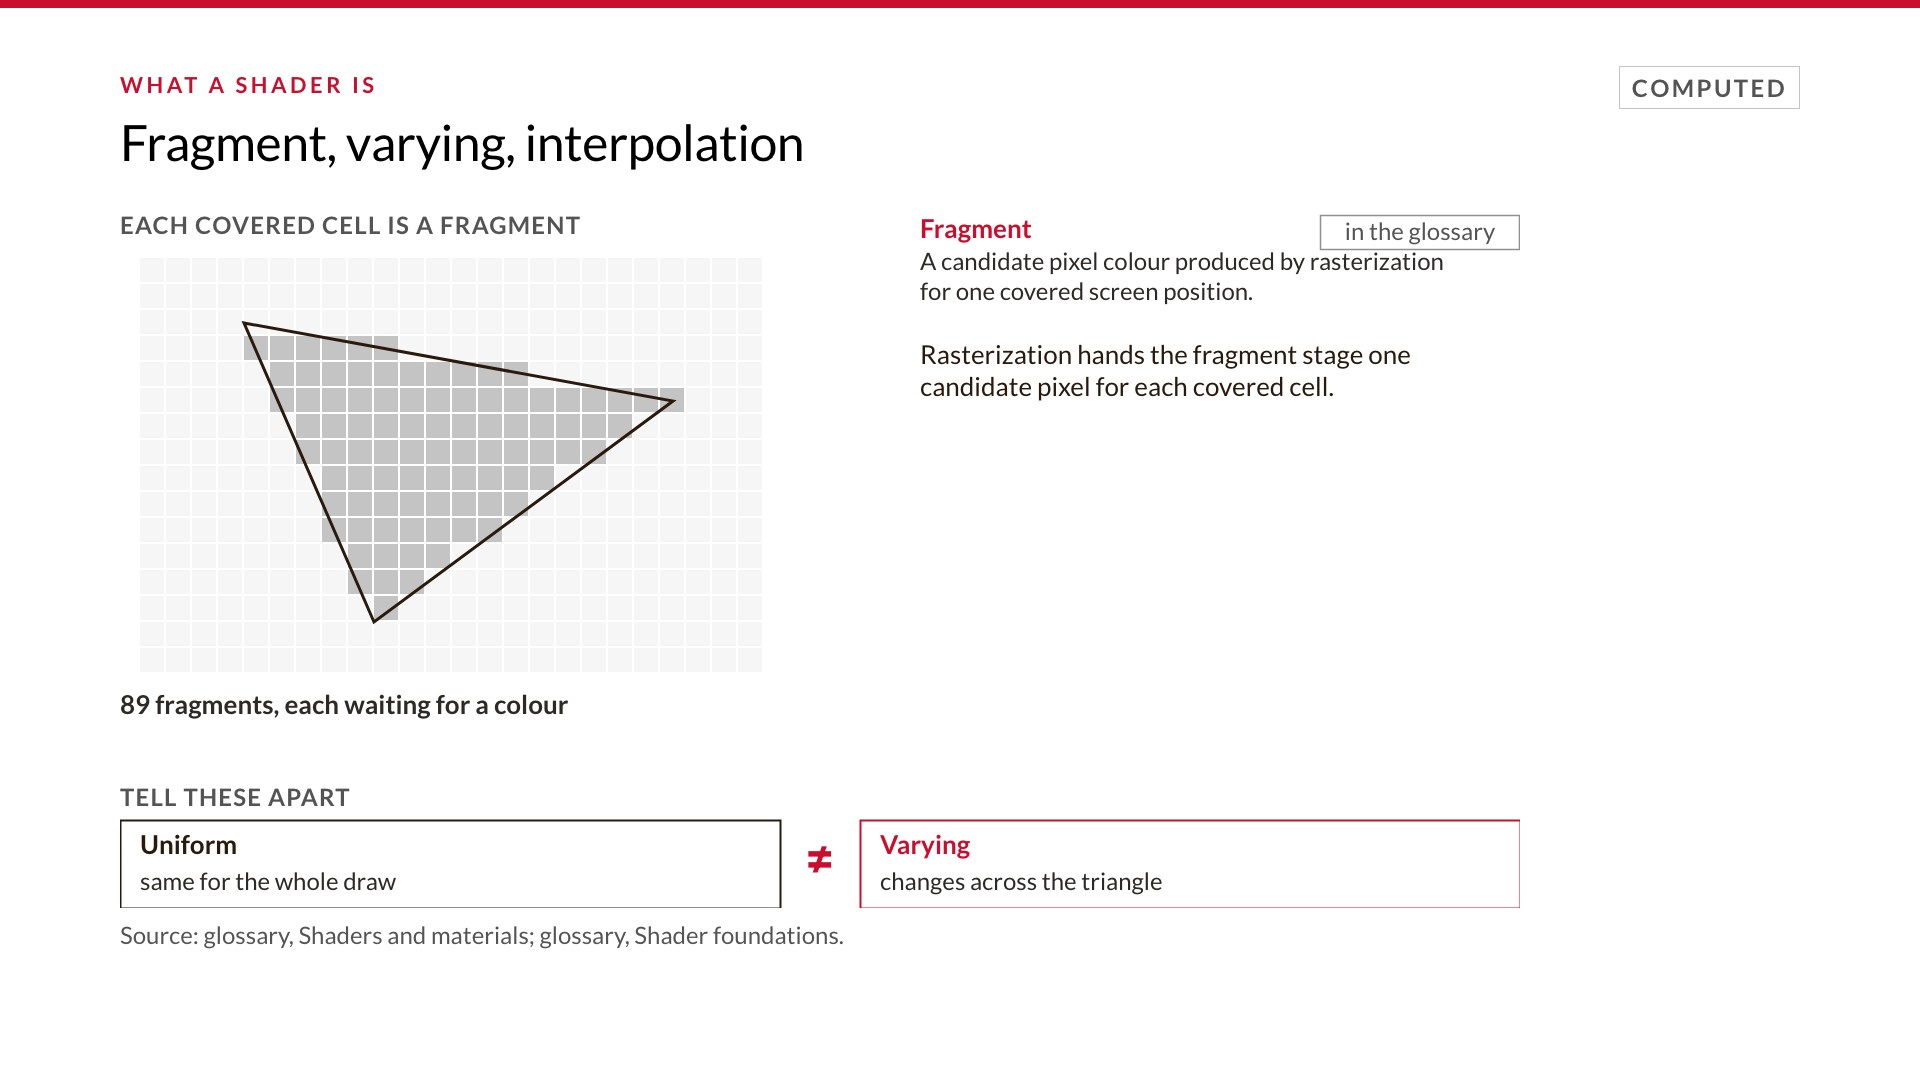 WHAT A SHADER IS
COMPUTED
Fragment, varying, interpolation
EACH COVERED CELL IS A FRAGMENT
89 fragments, each waiting for a colour
Fragment
in the glossary
A candidate pixel colour produced by rasterization
for one covered screen position.
Rasterization hands the fragment stage one
candidate pixel for each covered cell.
TELL THESE APART
Uniform
same for the whole draw
≠
Varying
changes across the triangle
Source: glossary, Shaders and materials; glossary, Shader foundations.